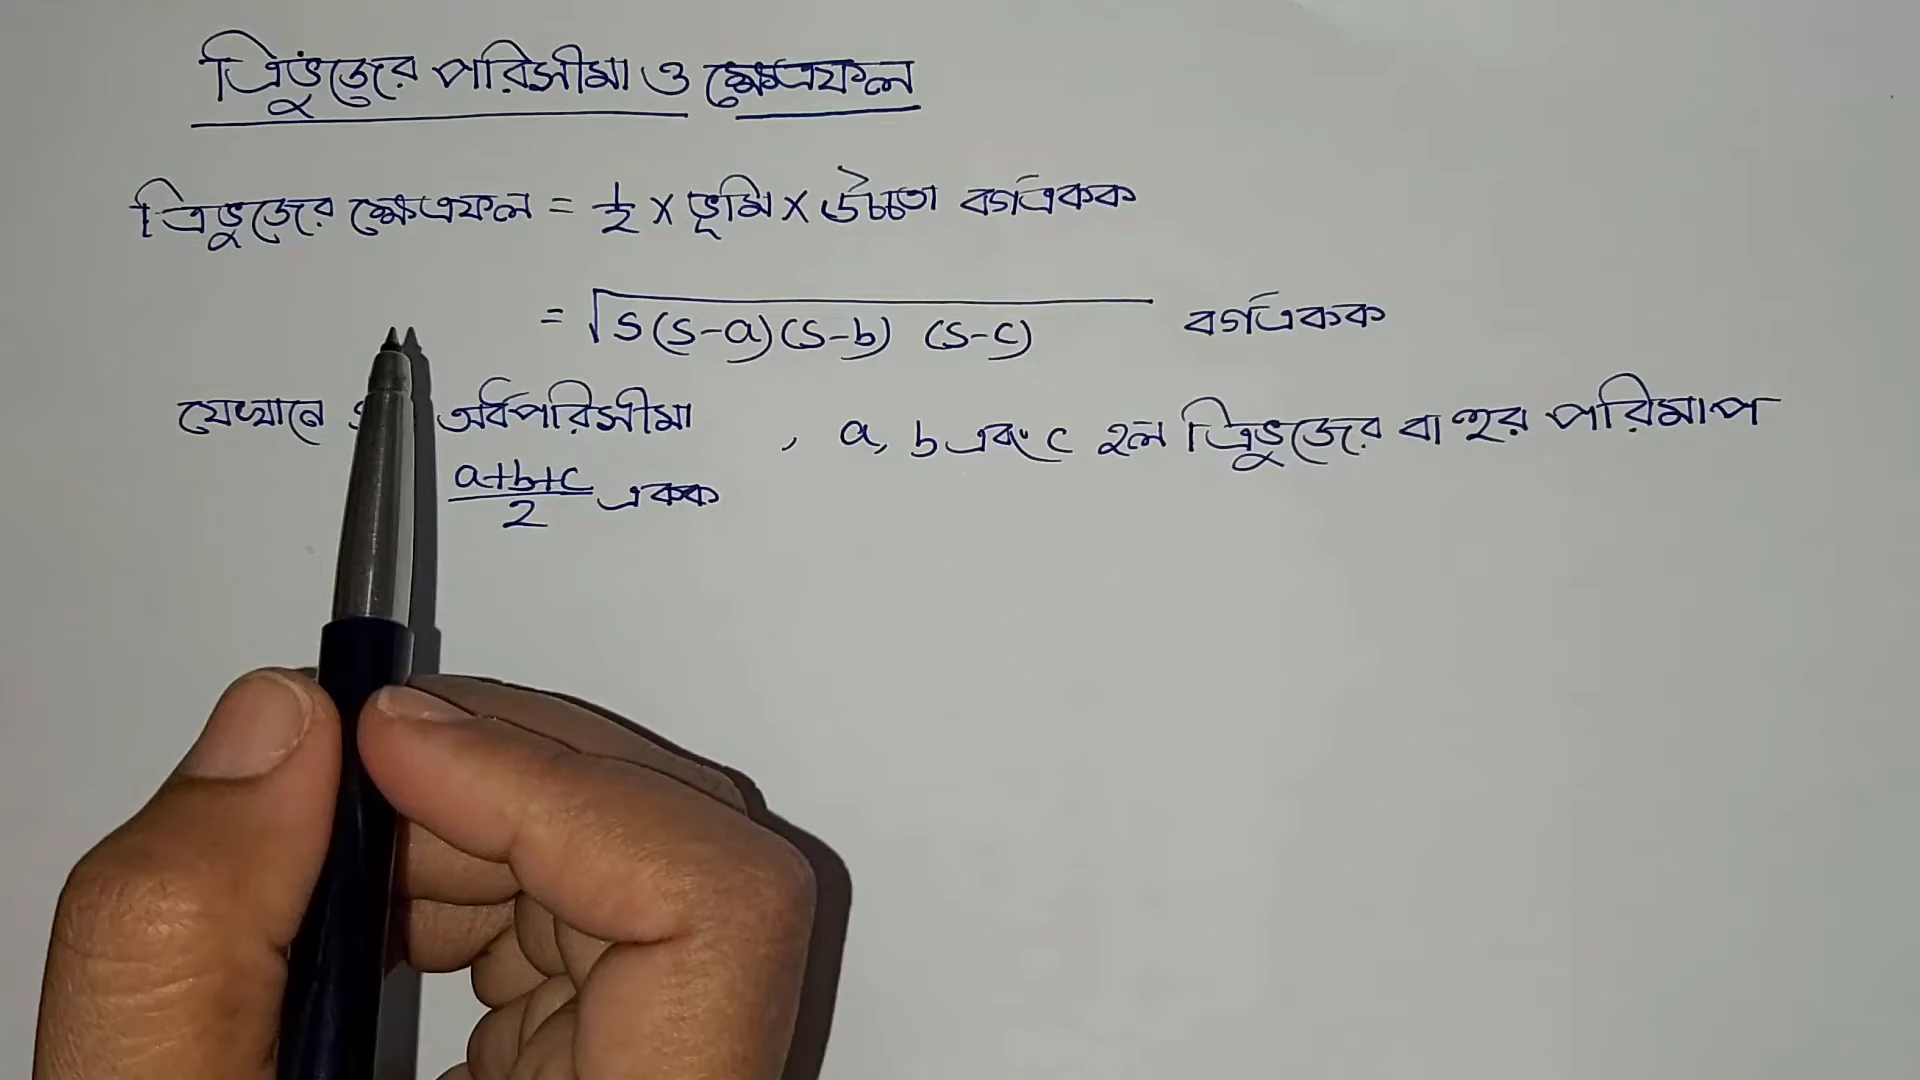 ত্রিভুজের পরিসীমা ও ক্ষেত্রফল
ত্রিভুজের ক্ষেত্রফল = 1/2 × ভূমি × উচ্চতা বর্গএকক
= √s(s-a)(s-b) (s-c) বর্গএকক
যেখানে অর্ধপরিসীমা , a, b এবং c হল ত্রিভুজের বাহুর পরিমাপ
(a+b+c)/2 একক